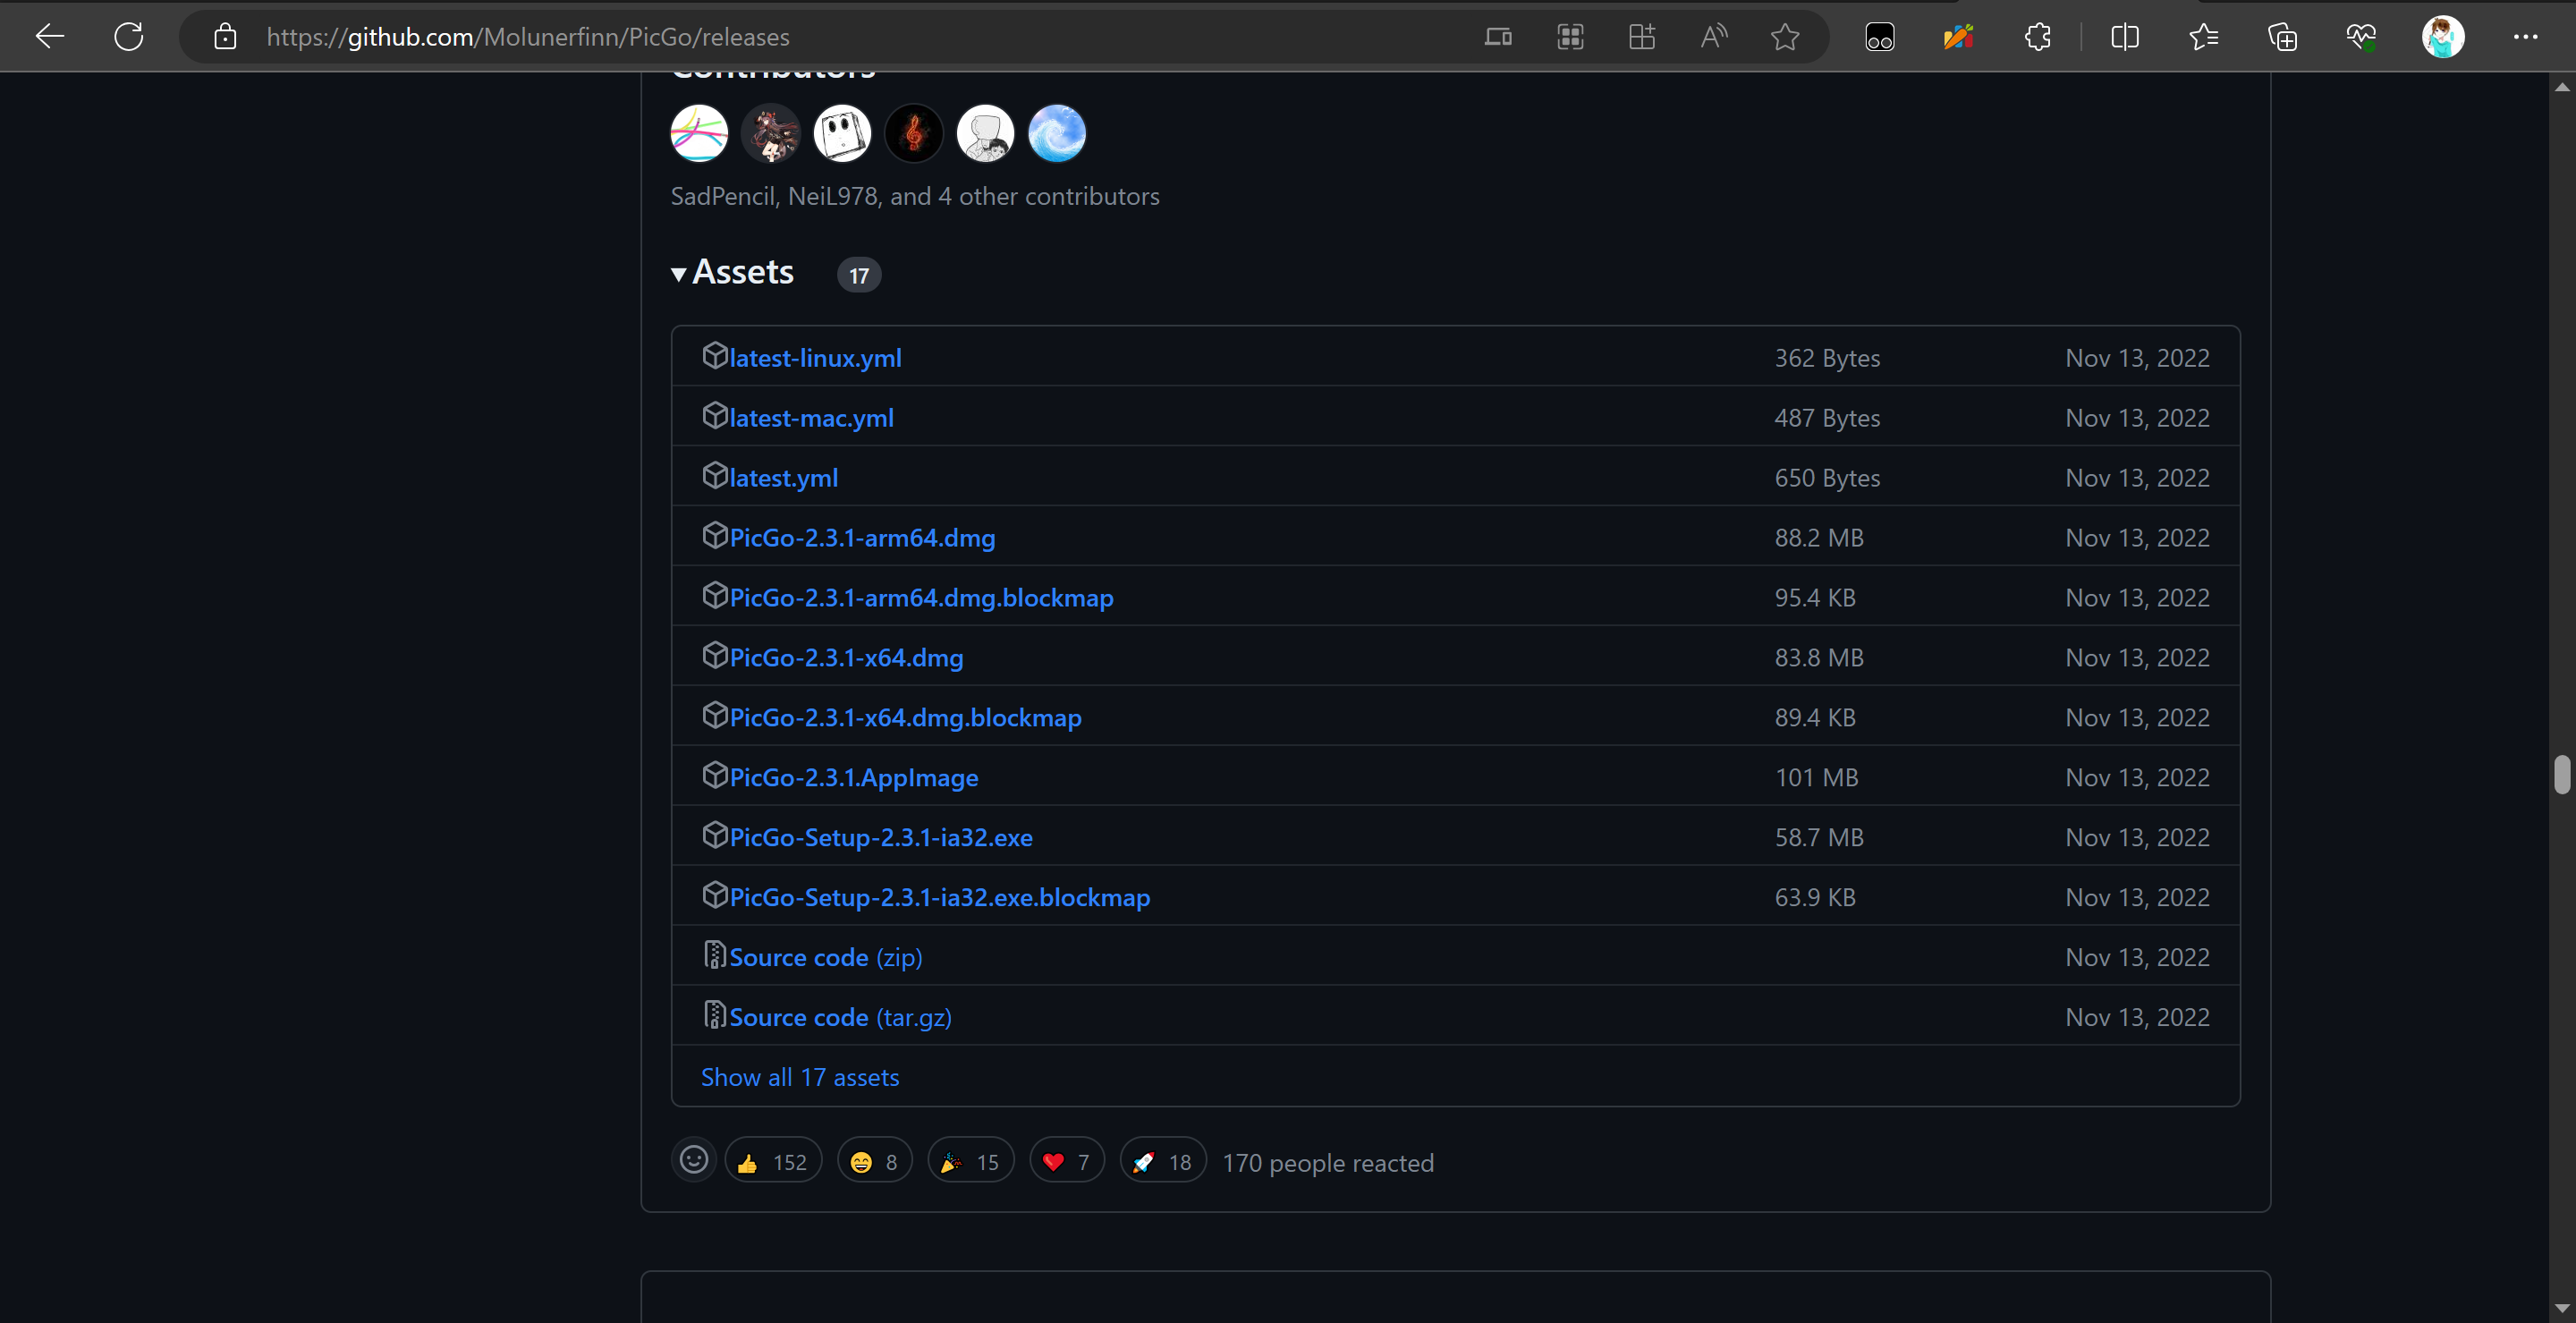 https://github.com/Molunerfinn/PicGo/releases
Contributors
SadPencil, NeiL978, and 4 other contributors
Assets 17
latest-linux.yml 362 Bytes Nov 13, 2022
latest-mac.yml 487 Bytes Nov 13, 2022
latest.yml 650 Bytes Nov 13, 2022
PicGo-2.3.1-arm64.dmg 88.2 MB Nov 13, 2022
PicGo-2.3.1-arm64.dmg.blockmap 95.4 KB Nov 13, 2022
PicGo-2.3.1-x64.dmg 83.8 MB Nov 13, 2022
PicGo-2.3.1-x64.dmg.blockmap 89.4 KB Nov 13, 2022
PicGo-2.3.1.AppImage 101 MB Nov 13, 2022
PicGo-Setup-2.3.1-ia32.exe 58.7 MB Nov 13, 2022
PicGo-Setup-2.3.1-ia32.exe.blockmap 63.9 KB Nov 13, 2022
Source code (zip) Nov 13, 2022
Source code (tar.gz) Nov 13, 2022
Show all 17 assets
👍 152 😄 8 🎉 15 ❤️ 7 🚀 18 170 people reacted